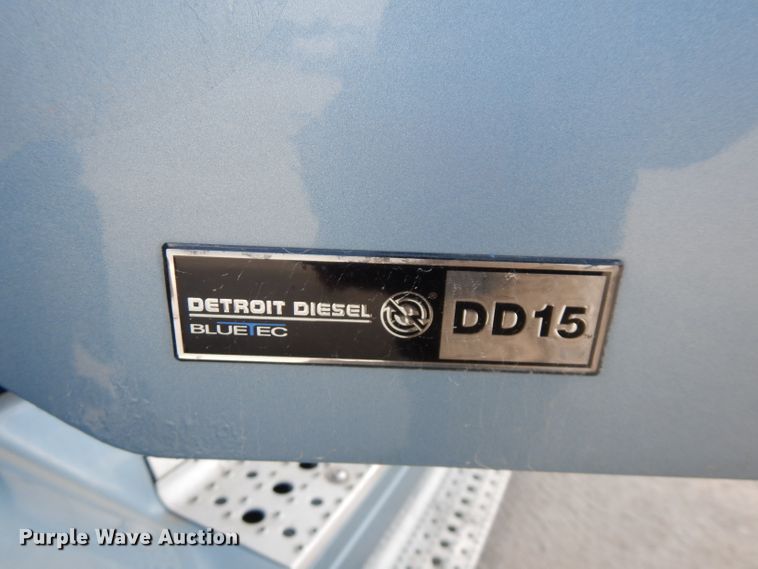 DETROIT DIESEL ® DD15
BLUETEC
Purple Wave Auction